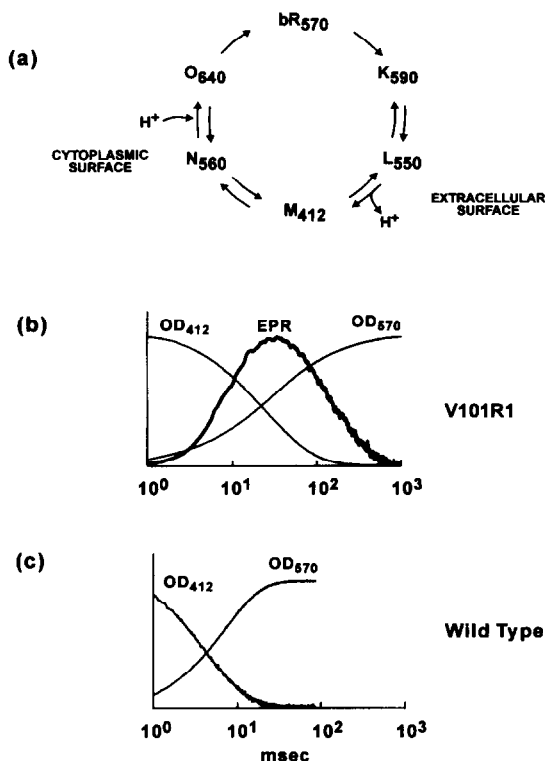 (a)
bR570
O640
K590
H+
CYTOPLASMIC
SURFACE
N560
L550
M412
H+
EXTRACELLULAR
SURFACE
(b)
OD412
EPR
OD570
V101R1
10^0
10^1
10^2
10^3
(c)
OD412
OD570
Wild Type
10^0
10^1
10^2
10^3
msec